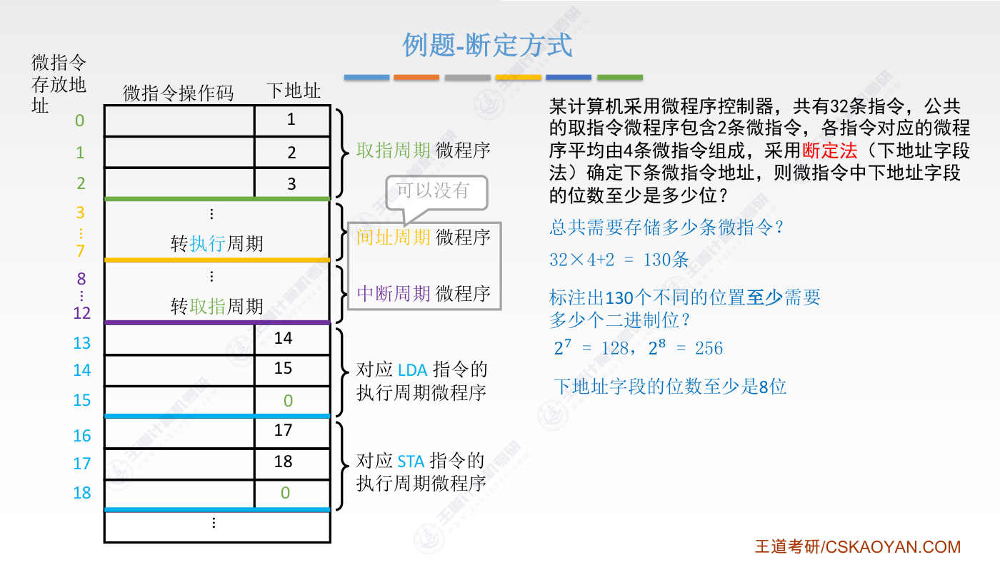 例题-断定方式
微指令
存放地
址
微指令操作码 下地址
0 1
1 2
2 3
取指周期 微程序
可以没有
3
⋮ ⋮
7 转执行周期
间址周期 微程序
8
⋮ ⋮
12 转取指周期
中断周期 微程序
13 14
14 15
15 0
对应 LDA 指令的
执行周期微程序
16 17
17 18
18 0
对应 STA 指令的
执行周期微程序
⋮
某计算机采用微程序控制器，共有32条指令，公共
的取指令微程序包含2条微指令，各指令对应的微程
序平均由4条微指令组成，采用断定法（下地址字段
法）确定下条微指令地址，则微指令中下地址字段
的位数至少是多少位？
总共需要存储多少条微指令？
32×4+2 = 130条
标注出130个不同的位置至少需要
多少个二进制位？
2⁷ = 128，2⁸ = 256
下地址字段的位数至少是8位
王道考研/CSKAOYAN.COM